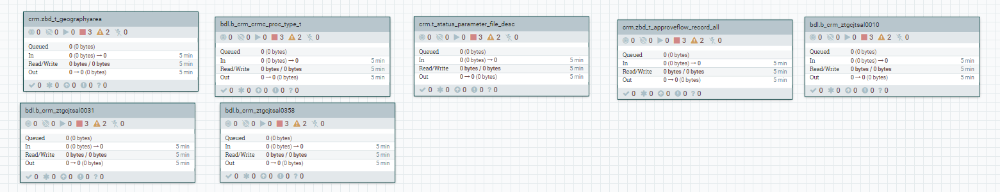 crm.zbd_t_geographyarea
0 0 0 3 2 0
Queued 0 (0 bytes)
In 0 (0 bytes) → 0 5 min
Read/Write 0 bytes / 0 bytes 5 min
Out 0 → 0 (0 bytes) 5 min
0 0 0 0 ? 0
bdl.b_crm_crmc_proc_type_t
0 0 0 3 2 0
Queued 0 (0 bytes)
In 0 (0 bytes) → 0 5 min
Read/Write 0 bytes / 0 bytes 5 min
Out 0 → 0 (0 bytes) 5 min
0 0 0 0 ? 0
crm.t_status_parameter_file_desc
0 0 0 3 2 0
Queued 0 (0 bytes)
In 0 (0 bytes) → 0 5 min
Read/Write 0 bytes / 0 bytes 5 min
Out 0 → 0 (0 bytes) 5 min
0 0 0 0 ? 0
crm.zbd_t_approveflow_record_all
0 0 0 3 2 0
Queued 0 (0 bytes)
In 0 (0 bytes) → 0 5 min
Read/Write 0 bytes / 0 bytes 5 min
Out 0 → 0 (0 bytes) 5 min
0 0 0 0 ? 0
bdl.b_crm_ztgcjtsal0010
0 0 0 3 2 0
Queued 0 (0 bytes)
In 0 (0 bytes) → 0 5 min
Read/Write 0 bytes / 0 bytes 5 min
Out 0 → 0 (0 bytes) 5 min
0 0 0 0 ? 0
bdl.b_crm_ztgcjtsal0031
0 0 0 3 2 0
Queued 0 (0 bytes)
In 0 (0 bytes) → 0 5 min
Read/Write 0 bytes / 0 bytes 5 min
Out 0 → 0 (0 bytes) 5 min
0 0 0 0 ? 0
bdl.b_crm_ztgcjtsal0358
0 0 0 3 2 0
Queued 0 (0 bytes)
In 0 (0 bytes) → 0 5 min
Read/Write 0 bytes / 0 bytes 5 min
Out 0 → 0 (0 bytes) 5 min
0 0 0 0 ? 0